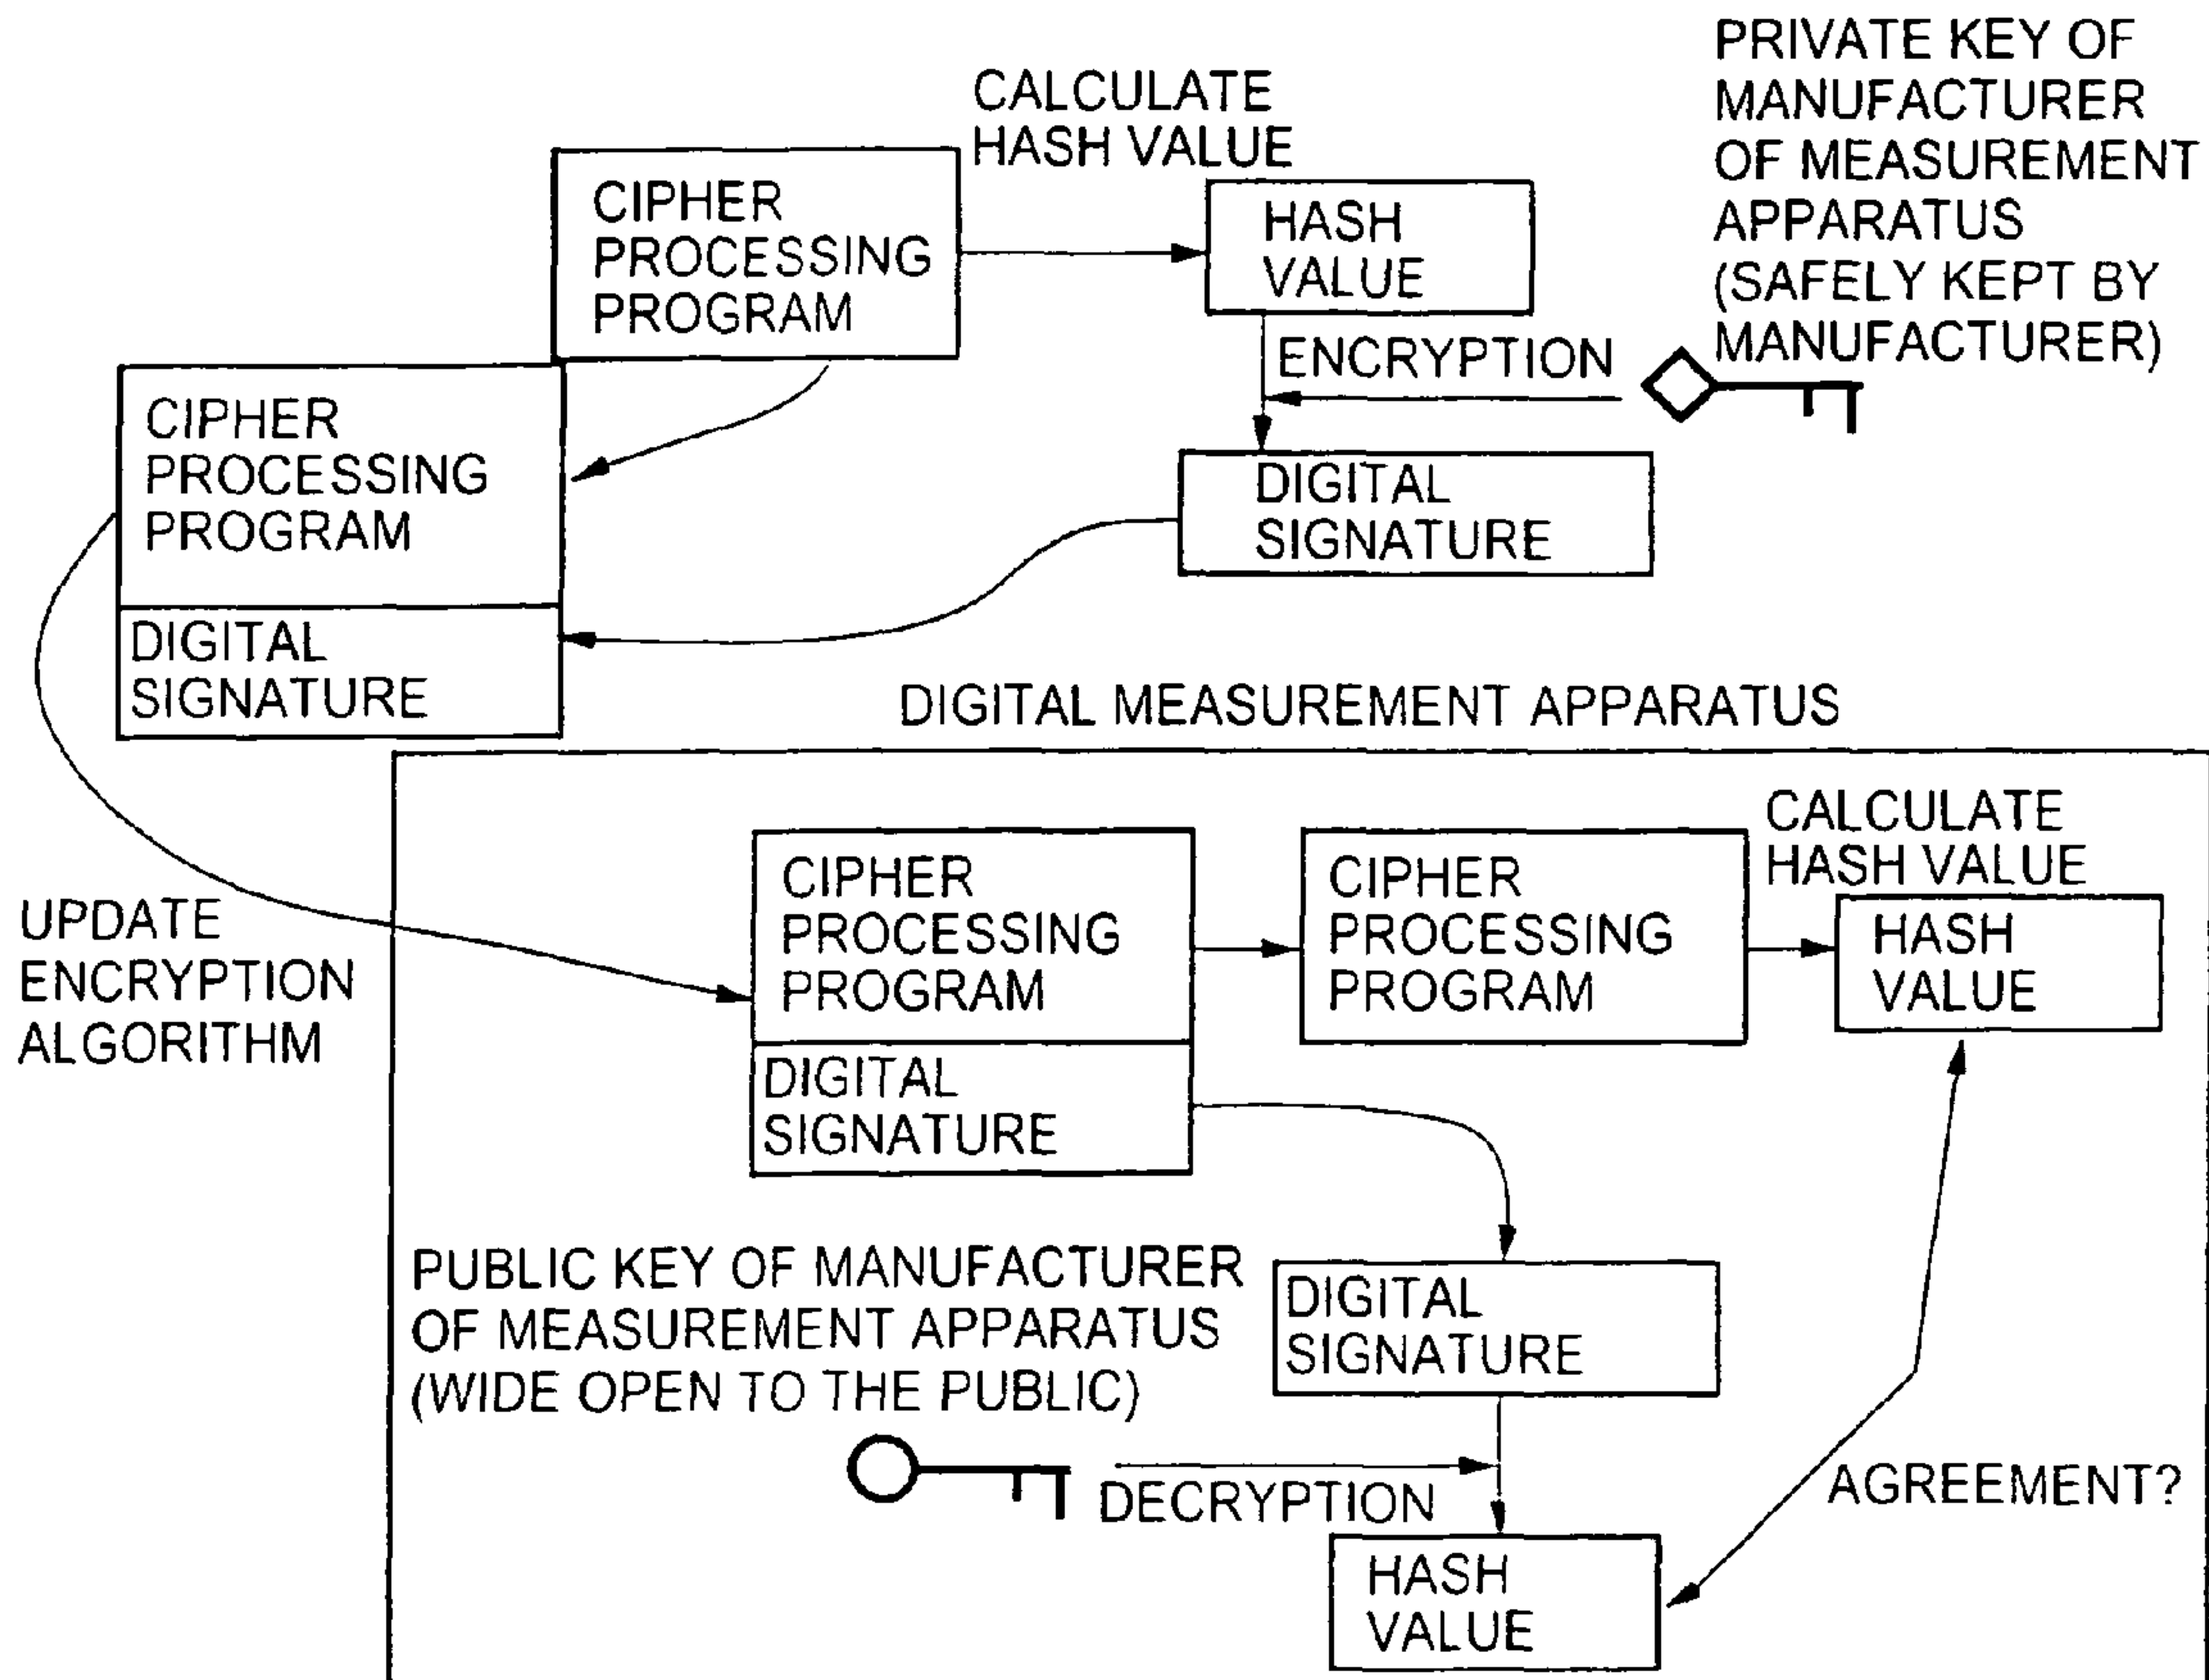 PRIVATE KEY OF
MANUFACTURER
OF MEASUREMENT
APPARATUS
(SAFELY KEPT BY
MANUFACTURER)
CALCULATE
HASH VALUE
CIPHER
PROCESSING
PROGRAM
HASH
VALUE
ENCRYPTION
CIPHER
PROCESSING
PROGRAM
DIGITAL
SIGNATURE
DIGITAL
SIGNATURE
DIGITAL MEASUREMENT APPARATUS
UPDATE
ENCRYPTION
ALGORITHM
CIPHER
PROCESSING
PROGRAM
DIGITAL
SIGNATURE
CIPHER
PROCESSING
PROGRAM
CALCULATE
HASH VALUE
HASH
VALUE
PUBLIC KEY OF MANUFACTURER
OF MEASUREMENT APPARATUS
(WIDE OPEN TO THE PUBLIC)
DIGITAL
SIGNATURE
DECRYPTION
AGREEMENT?
HASH
VALUE